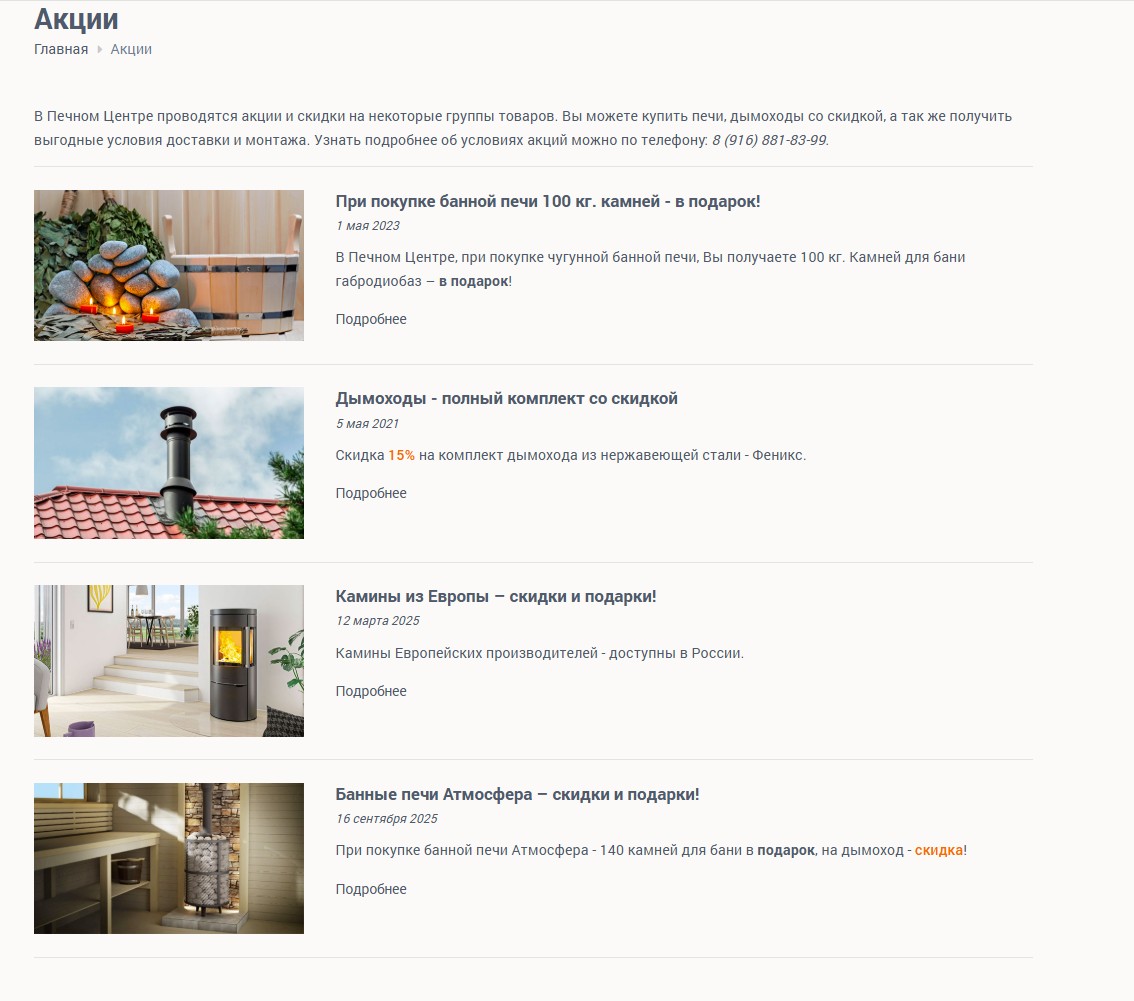 Акции
Главная Акции
В Печном Центре проводятся акции и скидки на некоторые группы товаров. Вы можете купить печи, дымоходы со скидкой, а так же получить
выгодные условия доставки и монтажа. Узнать подробнее об условиях акций можно по телефону: 8 (916) 881-83-99.
При покупке банной печи 100 кг. камней - в подарок!
1 мая 2023
В Печном Центре, при покупке чугунной банной печи, Вы получаете 100 кг. Камней для бани
габродиобаз – в подарок!
Подробнее
Дымоходы - полный комплект со скидкой
5 мая 2021
Скидка 15% на комплект дымохода из нержавеющей стали - Феникс.
Подробнее
Камины из Европы – скидки и подарки!
12 марта 2025
Камины Европейских производителей - доступны в России.
Подробнее
Банные печи Атмосфера – скидки и подарки!
16 сентября 2025
При покупке банной печи Атмосфера - 140 камней для бани в подарок, на дымоход - скидка!
Подробнее